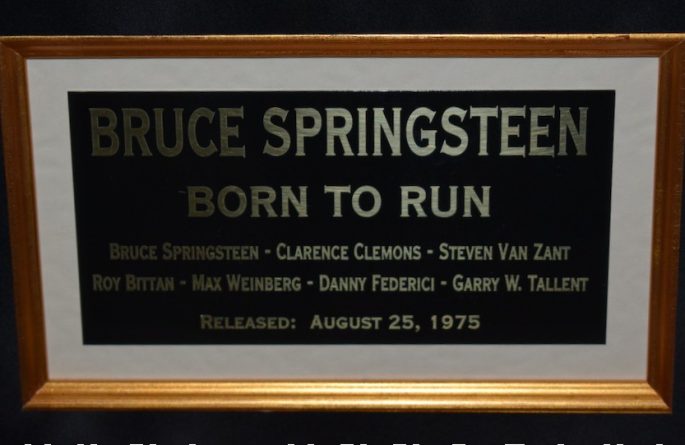 BRUCE SPRINGSTEEN
BORN TO RUN
BRUCE SPRINGSTEEN - CLARENCE CLEMONS - STEVEN VAN ZANT
ROY BITTAN - MAX WEINBERG - DANNY FEDERICI - GARRY W. TALLENT
RELEASED: AUGUST 25, 1975